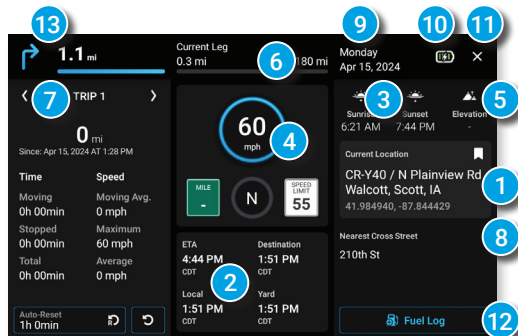 13
1.1 mi
Current Leg
0.3 mi
180 mi
6
9
Monday
Apr 15, 2024
10
11
7
TRIP 1
0 mi
Since: Apr 15, 2024 AT 1:28 PM
Time Speed
Moving Moving Avg.
0h 00min 0 mph
Stopped Maximum
0h 00min 60 mph
Total Average
0h 00min 0 mph
Auto-Reset
1h 0min
R
60
mph
4
MILE
-
N
SPEED
LIMIT
55
ETA Destination
4:44 PM 1:51 PM
CDT CDT
2
Local Yard
1:51 PM 1:51 PM
CDT CDT
3
5
Sunrise Sunset Elevation
6:21 AM 7:44 PM -
Current Location
CR-Y40 / N Plainview Rd
Walcott, Scott, IA
41.984940, -87.844429
1
Nearest Cross Street
8
210th St
Fuel Log
12